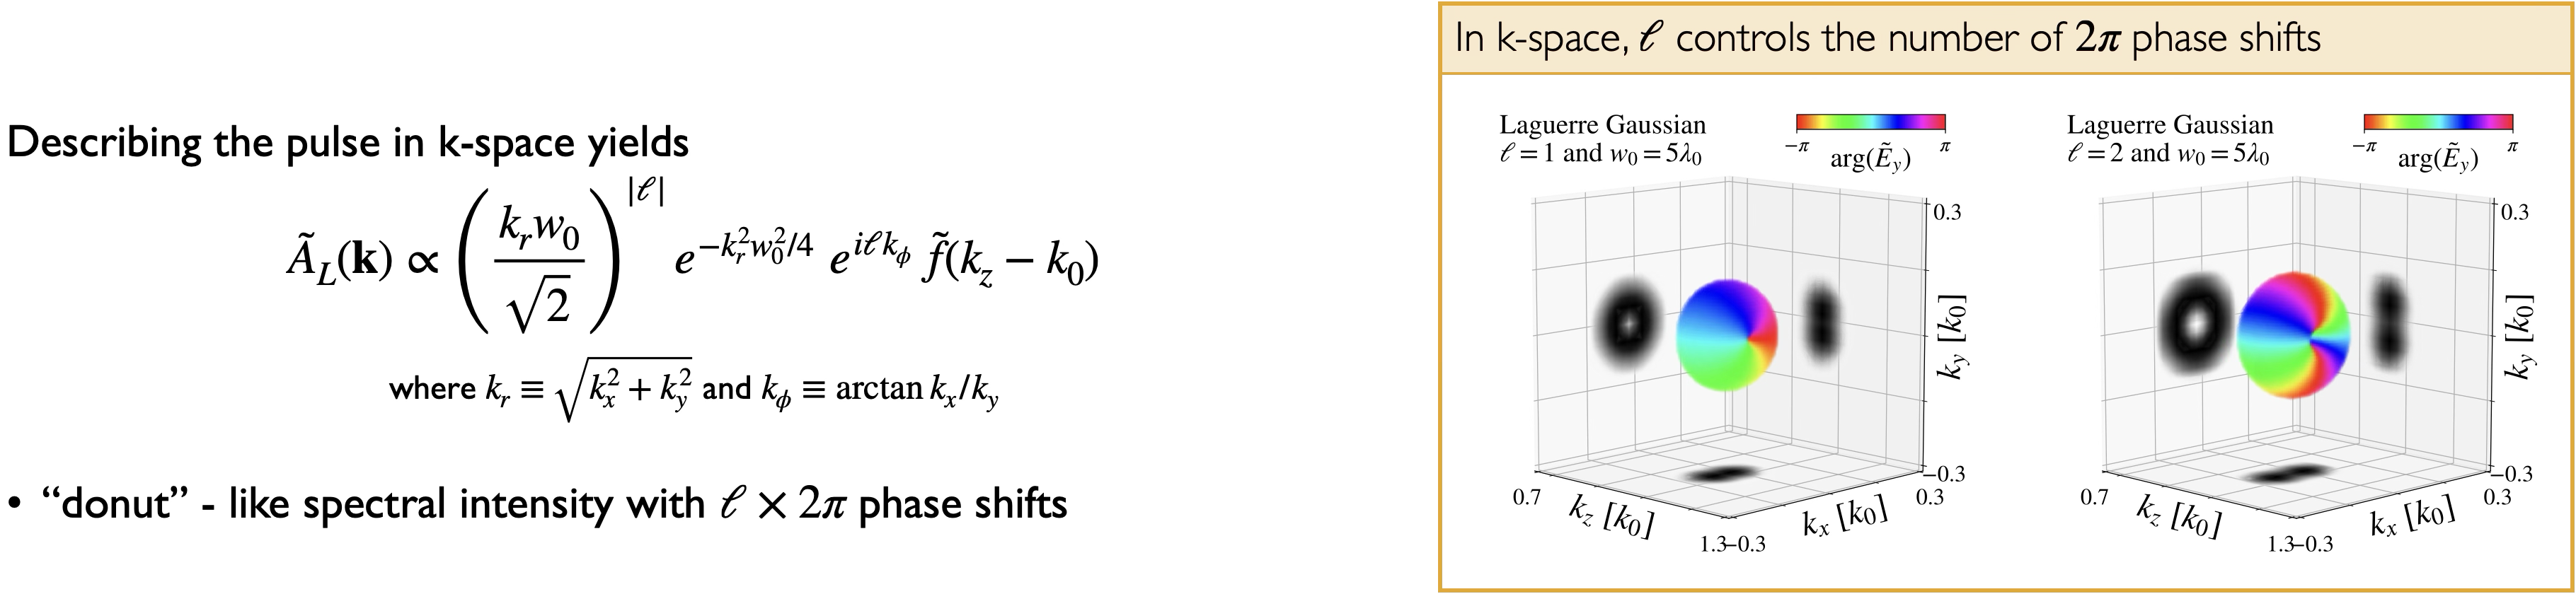 Describing the pulse in k-space yields
Ã_L(𝐤) ∝ (k_r w_0 / √2)^{|ℓ|} e^{−k_r^2 w_0^2/4} e^{iℓk_ϕ} f̃(k_z − k_0)
where k_r ≡ √(k_x^2 + k_y^2) and k_ϕ ≡ arctan k_x/k_y
• “donut” - like spectral intensity with ℓ × 2π phase shifts
In k-space, ℓ controls the number of 2π phase shifts
Laguerre Gaussian
ℓ = 1 and w_0 = 5λ_0
−π π
arg(Ẽ_y)
0.3
k_y [k_0]
−0.3
0.7
k_z [k_0]
1.3
−0.3
k_x [k_0]
0.3
Laguerre Gaussian
ℓ = 2 and w_0 = 5λ_0
−π π
arg(Ẽ_y)
0.3
k_y [k_0]
−0.3
0.7
k_z [k_0]
1.3
−0.3
k_x [k_0]
0.3